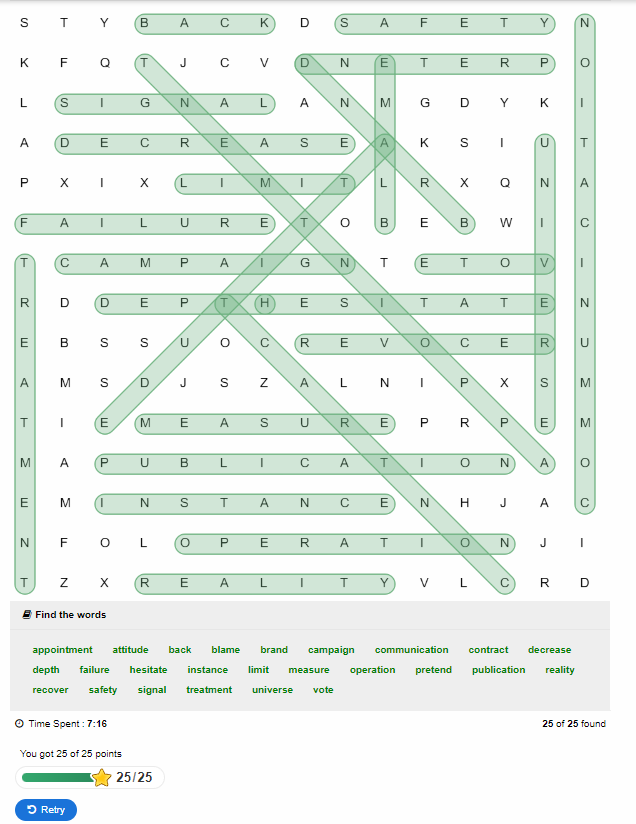 S T Y B A C K D S A F E T Y N
K F Q T J C V D N E T E R P O
L S I G N A L A N M G D Y K I
A D E C R E A S E A K S I U T
P X I X L I M I T L R X Q N A
F A I L U R E T O B E B W I C
T C A M P A I G N T E T O V I
R D D E P T H E S I T A T E N
E B S S U O C R E V O C E R U
A M S D J S Z A L N I P X S M
T I E M E A S U R E P R P E M
M A P U B L I C A T I O N A O
E M I N S T A N C E N H J A C
N F O L O P E R A T I O N J I
T Z X R E A L I T Y V L C R D
Find the words
appointment attitude back blame brand campaign communication contract decrease
depth failure hesitate instance limit measure operation pretend publication reality
recover safety signal treatment universe vote
Time Spent : 7:16 25 of 25 found
You got 25 of 25 points
25/25
Retry